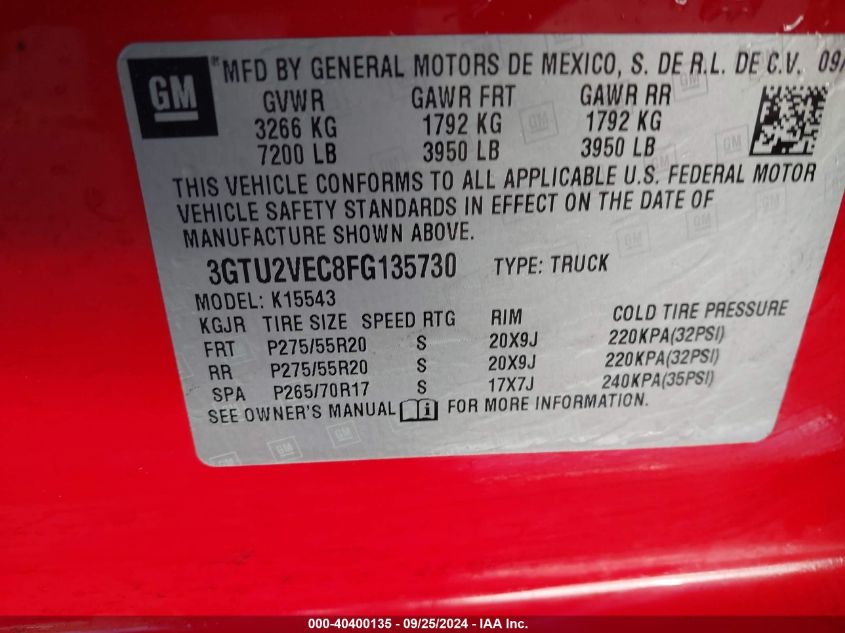 GM
MFD BY GENERAL MOTORS DE MEXICO, S. DE R.L. DE C.V. 09/
GVWR GAWR FRT GAWR RR
3266 KG 1792 KG 1792 KG
7200 LB 3950 LB 3950 LB
THIS VEHICLE CONFORMS TO ALL APPLICABLE U.S. FEDERAL MOTOR
VEHICLE SAFETY STANDARDS IN EFFECT ON THE DATE OF
MANUFACTURE SHOWN ABOVE.
3GTU2VEC8FG135730 TYPE: TRUCK
MODEL: K15543
KGJR TIRE SIZE SPEED RTG RIM COLD TIRE PRESSURE
FRT P275/55R20 S 20X9J 220KPA(32PSI)
RR P275/55R20 S 20X9J 220KPA(32PSI)
SPA P265/70R17 S 17X7J 240KPA(35PSI)
SEE OWNER'S MANUAL i FOR MORE INFORMATION.
000-40400135 - 09/25/2024 - IAA Inc.